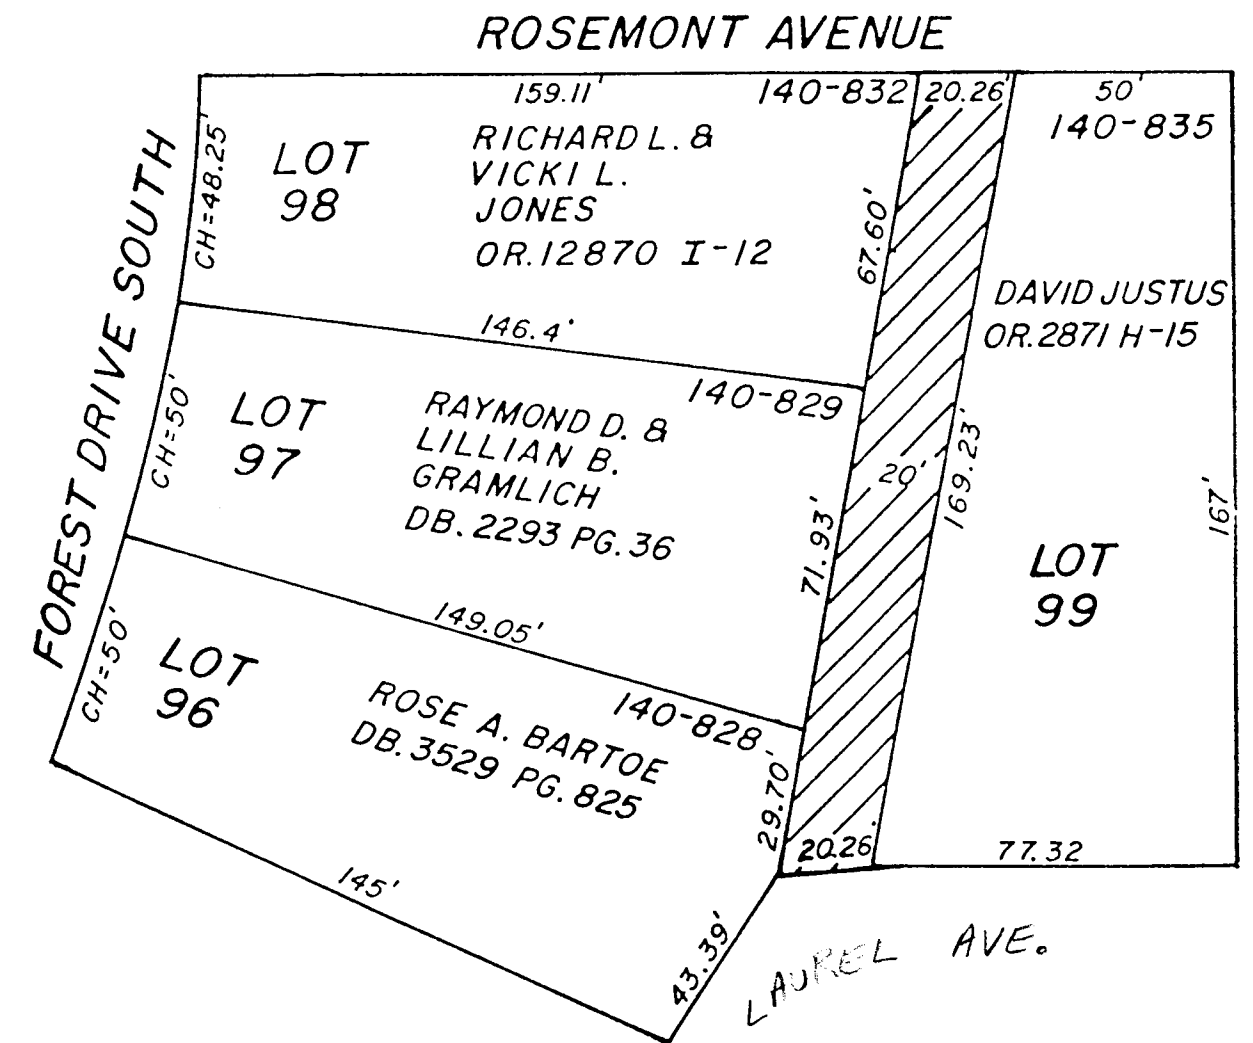 ROSEMONT AVENUE
159.11'
140-832
20.26'
50'
140-835
CH=48.25'
LOT
98
RICHARD L. &
VICKI L.
JONES
OR.12870 I-12
67.60'
DAVID JUSTUS
OR.2871 H-15
FOREST DRIVE SOUTH
146.4'
140-829
CH=50'
LOT
97
RAYMOND D. &
LILLIAN B.
GRAMLICH
DB.2293 PG.36
71.93'
20'
169.23'
167'
LOT
99
149.05'
140-828
CH=50'
LOT
96
ROSE A. BARTOE
DB.3529 PG.825
29.70'
20.26
77.32
145'
43.39'
LAUREL AVE.